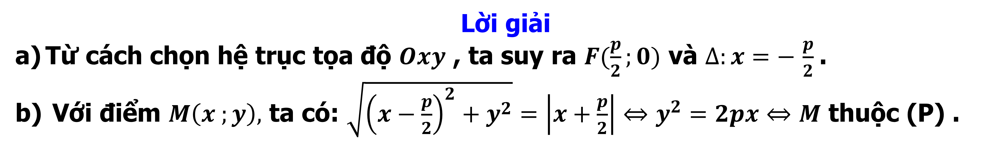 Lời giải
a) Từ cách chọn hệ trục tọa độ $Oxy$ , ta suy ra $F(\frac{p}{2};0)$ và $\Delta: x = -\frac{p}{2}$ .
b) Với điểm $M(x ; y)$, ta có: $\sqrt{\left(x - \frac{p}{2}\right)^2 + y^2} = \left|x + \frac{p}{2}\right| \Leftrightarrow y^2 = 2px \Leftrightarrow M$ thuộc (P) .